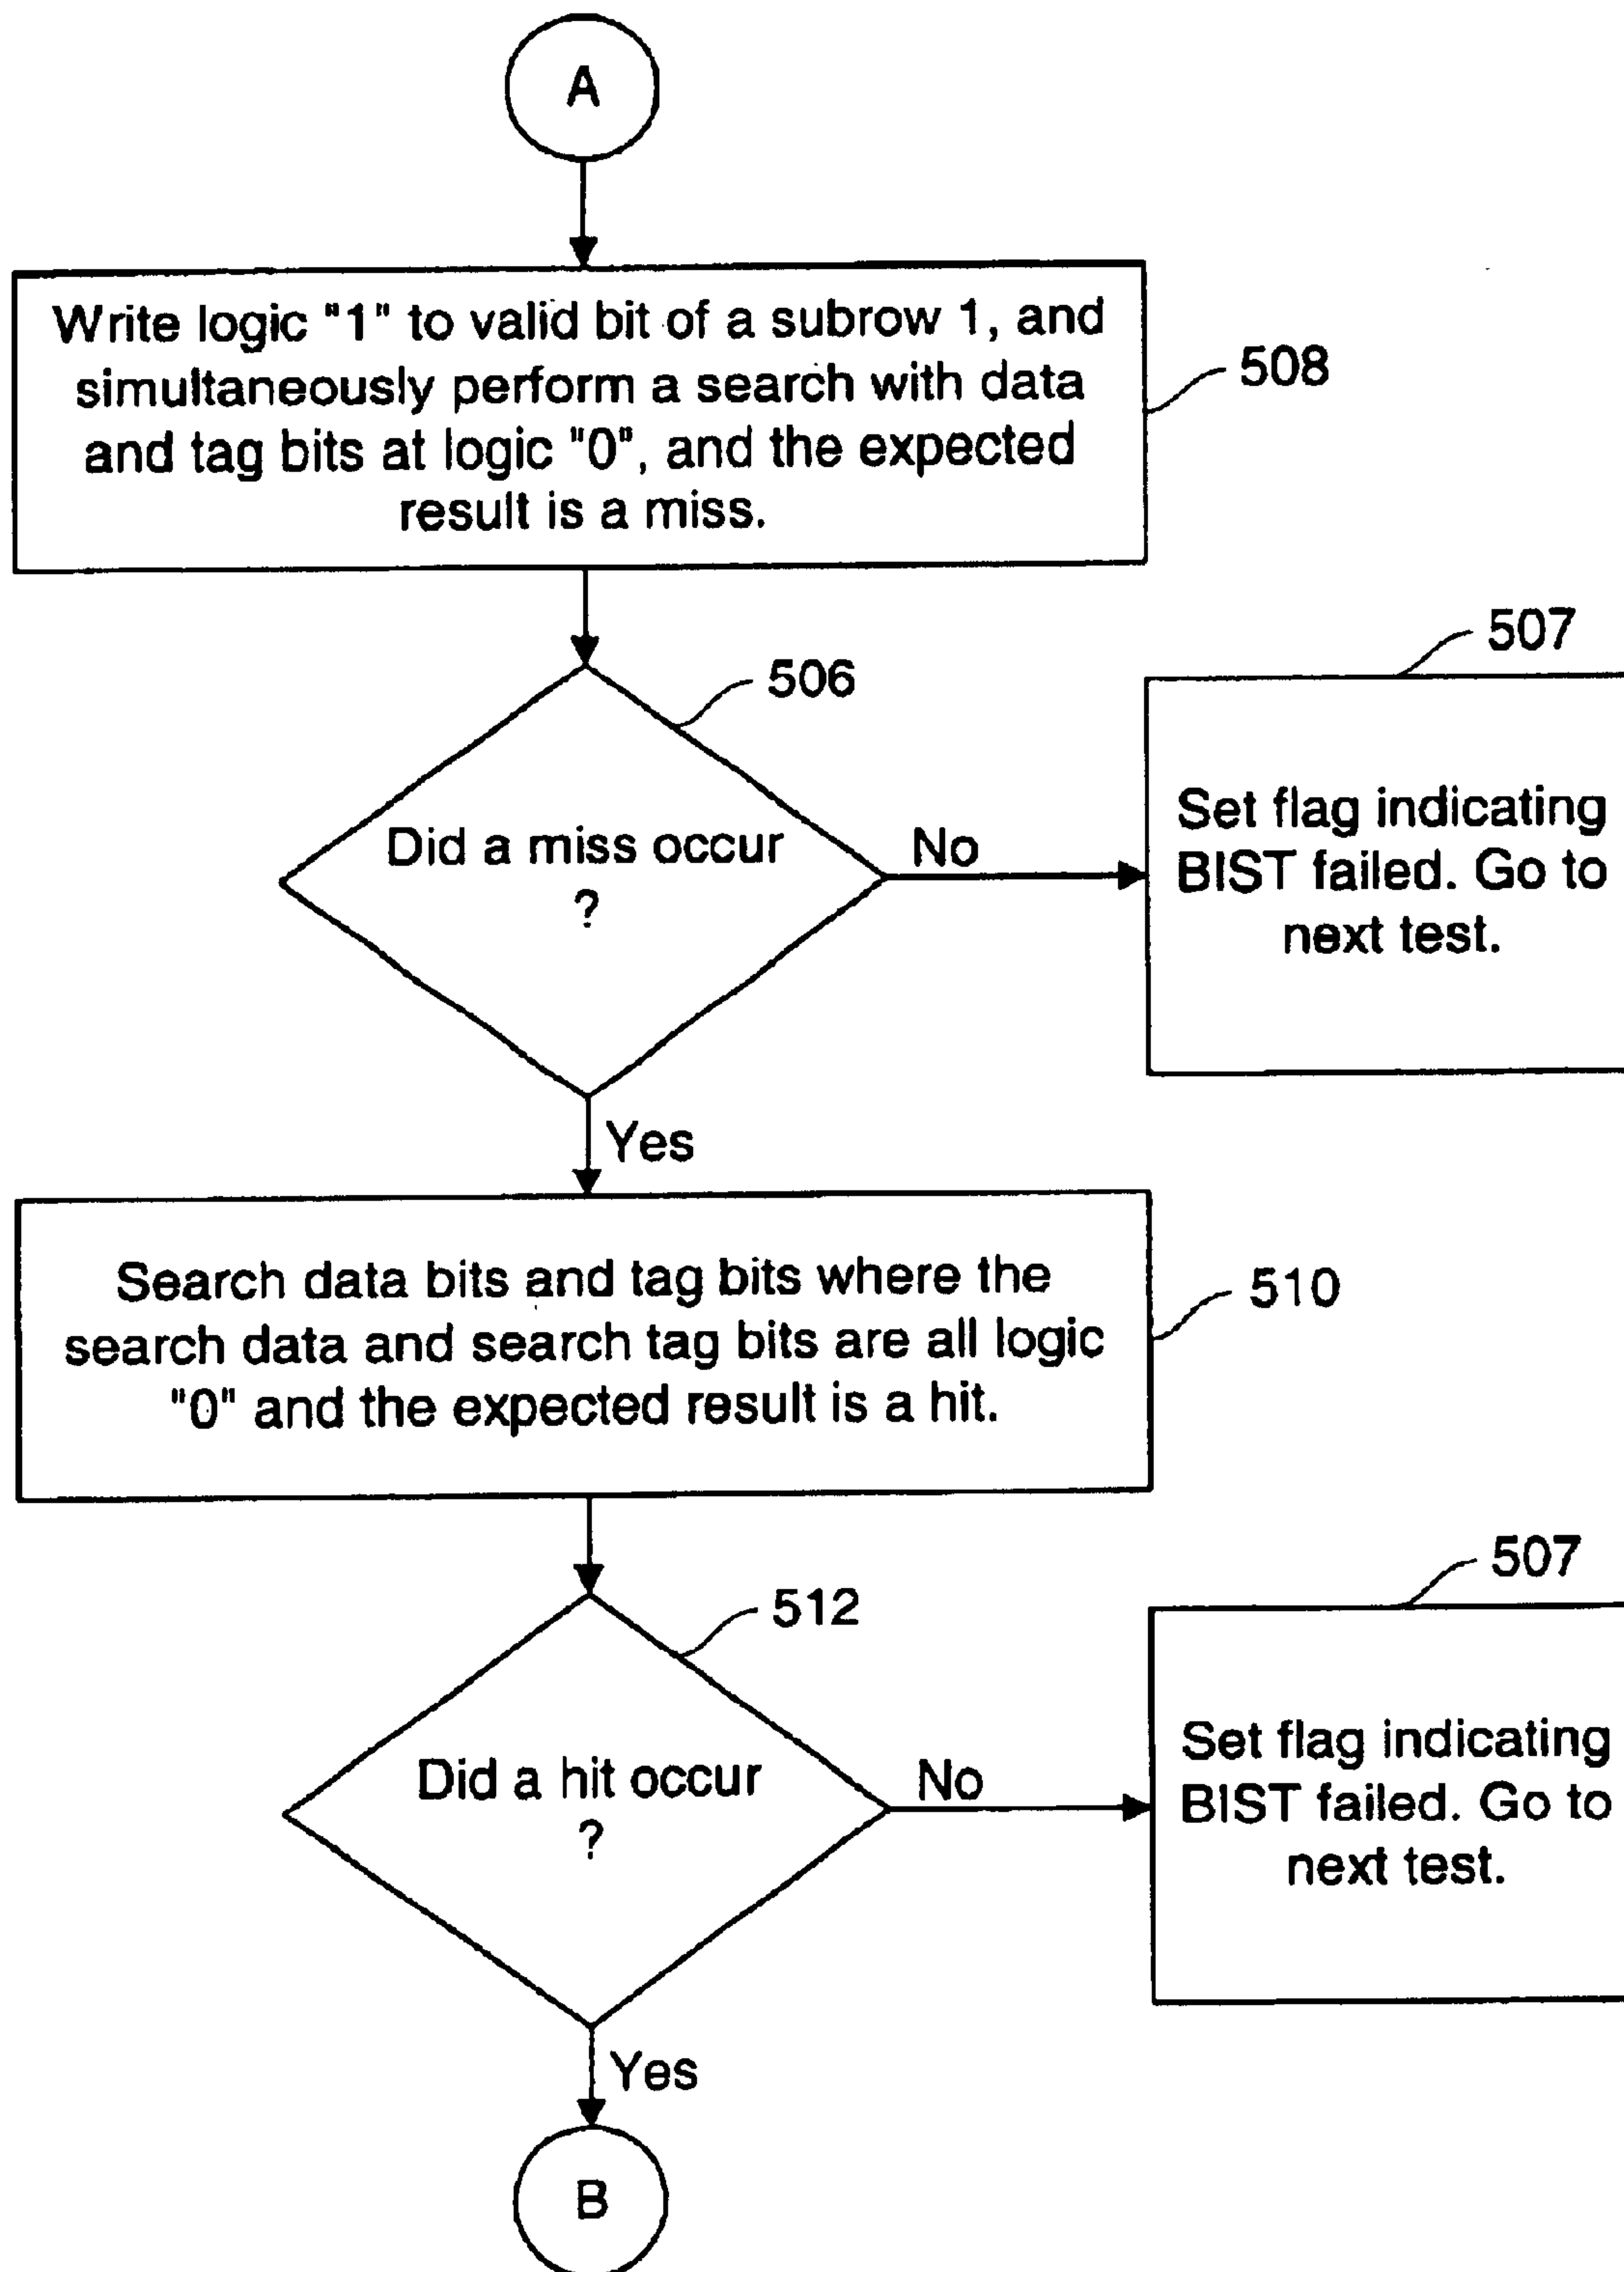 A
Write logic "1" to valid bit of a subrow 1, and
simultaneously perform a search with data
and tag bits at logic "0", and the expected
result is a miss.
508
507
506
Did a miss occur
?
No
Set flag indicating
BIST failed. Go to
next test.
Yes
Search data bits and tag bits where the
search data and search tag bits are all logic
"0" and the expected result is a hit.
510
507
512
Did a hit occur
?
No
Set flag indicating
BIST failed. Go to
next test.
Yes
B